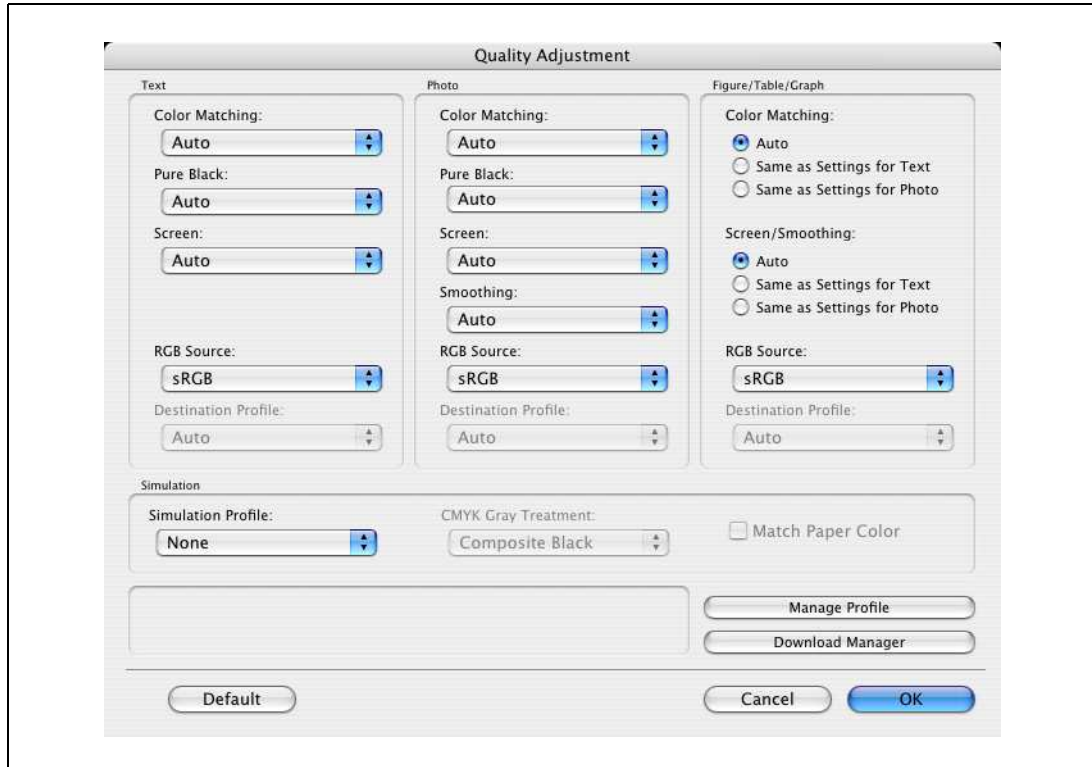 Quality Adjustment
Text
Color Matching:
Auto
Pure Black:
Auto
Screen:
Auto
RGB Source:
sRGB
Destination Profile:
Auto
Photo
Color Matching:
Auto
Pure Black:
Auto
Screen:
Auto
Smoothing:
Auto
RGB Source:
sRGB
Destination Profile:
Auto
Figure/Table/Graph
Color Matching:
Auto
Same as Settings for Text
Same as Settings for Photo
Screen/Smoothing:
Auto
Same as Settings for Text
Same as Settings for Photo
RGB Source:
sRGB
Destination Profile:
Auto
Simulation
Simulation Profile:
None
CMYK Gray Treatment:
Composite Black
Match Paper Color
Manage Profile
Download Manager
Default
Cancel
OK